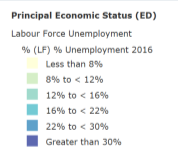 Principal Economic Status (ED)
Labour Force Unemployment
% (LF) % Unemployment 2016
Less than 8%
8% to < 12%
12% to < 16%
16% to < 22%
22% to < 30%
Greater than 30%